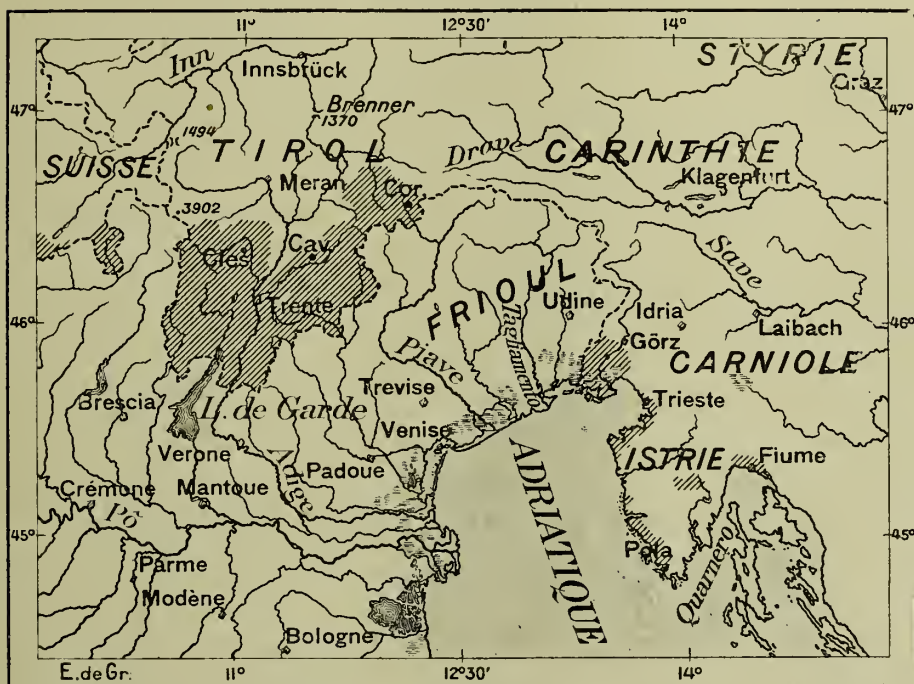 11° 12°30' 14°
STYRIE
Inn
Innsbrück
Graz
47° 47°
Brenner
1370
1494
SUISSE TIROL Drave CARINTHIE
Meran Klagenfurt
Cor.
3902
Cles Cav.
Save
Trente FRIOUL Udine Idria
46° 46°
Tagliamento
Görz Laibach
CARNIOLE
Piave
Brescia L. de Garde Trevise Trieste
Venise
Verone Adige Padoue ISTRIE Fiume
Crémone Mantoue
Pô ADRIATIQUE
45° 45°
Pola
Quarnero
Parme
Modène
Bologne
E. de Gr. 11° 12°30' 14°